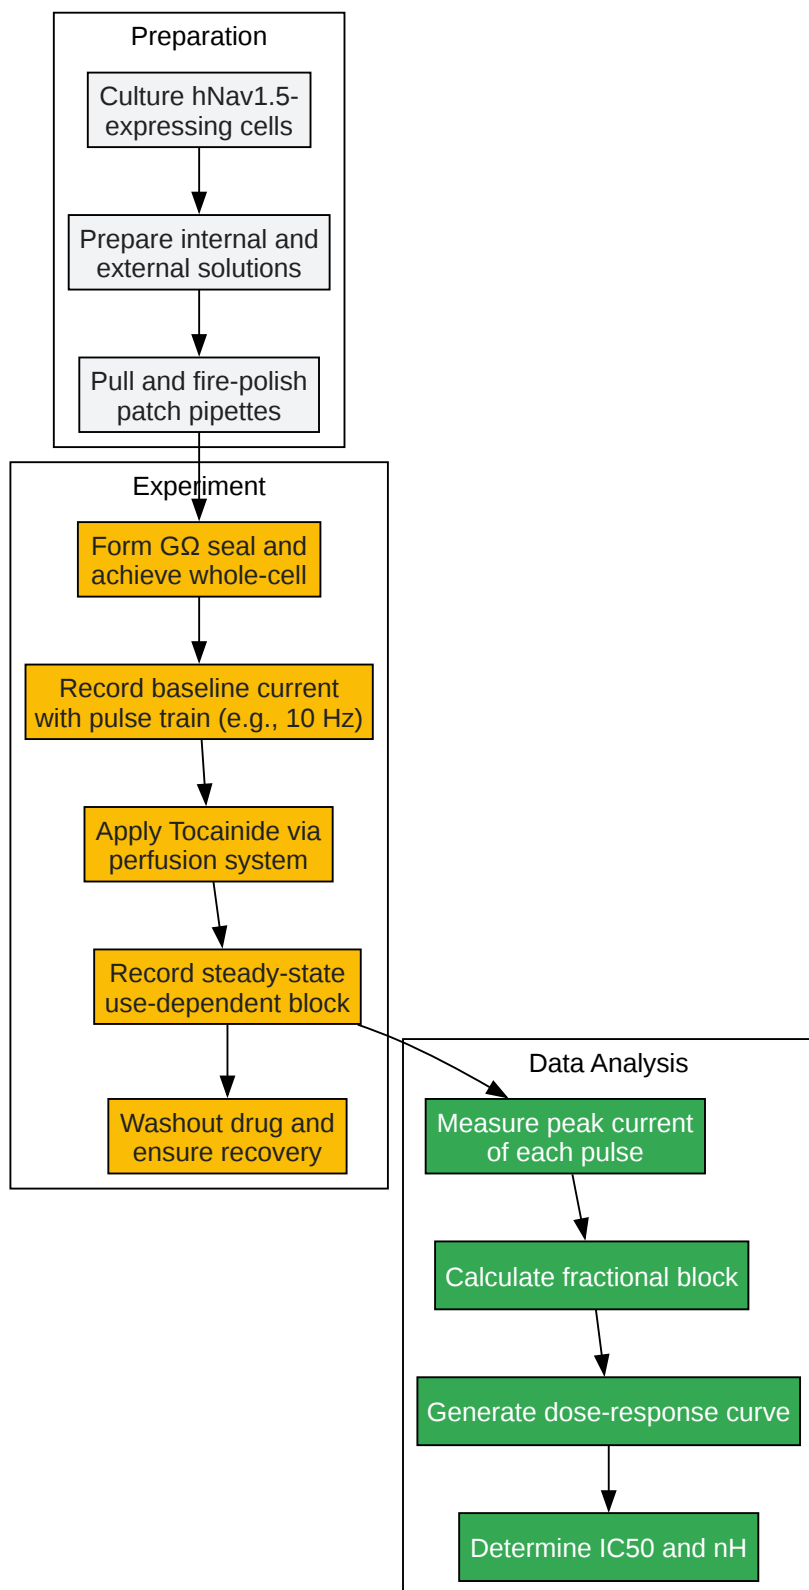 Preparation
Culture hNav1.5-
expressing cells
Prepare internal and
external solutions
Pull and fire-polish
patch pipettes
Experiment
Form GΩ seal and
achieve whole-cell
Record baseline current
with pulse train (e.g., 10 Hz)
Apply Tocainide via
perfusion system
Record steady-state
use-dependent block
Washout drug and
ensure recovery
Data Analysis
Measure peak current
of each pulse
Calculate fractional block
Generate dose-response curve
Determine IC50 and nH